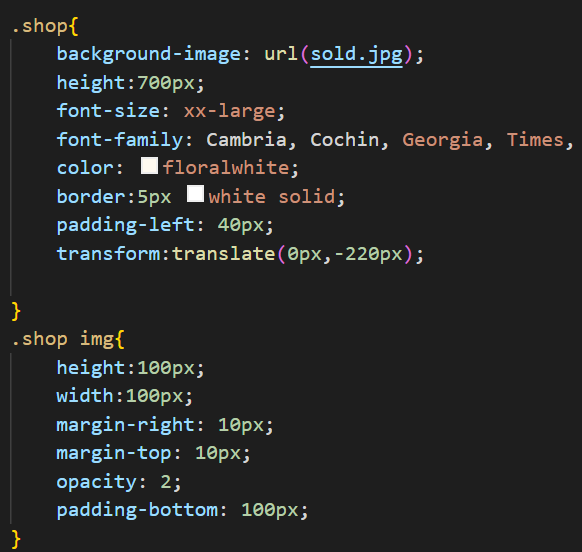 .shop{
background-image: url(sold.jpg);
height:700px;
font-size: xx-large;
font-family: Cambria, Cochin, Georgia, Times,
color: floralwhite;
border:5px white solid;
padding-left: 40px;
transform:translate(0px,-220px);
}
.shop img{
height:100px;
width:100px;
margin-right: 10px;
margin-top: 10px;
opacity: 2;
padding-bottom: 100px;
}